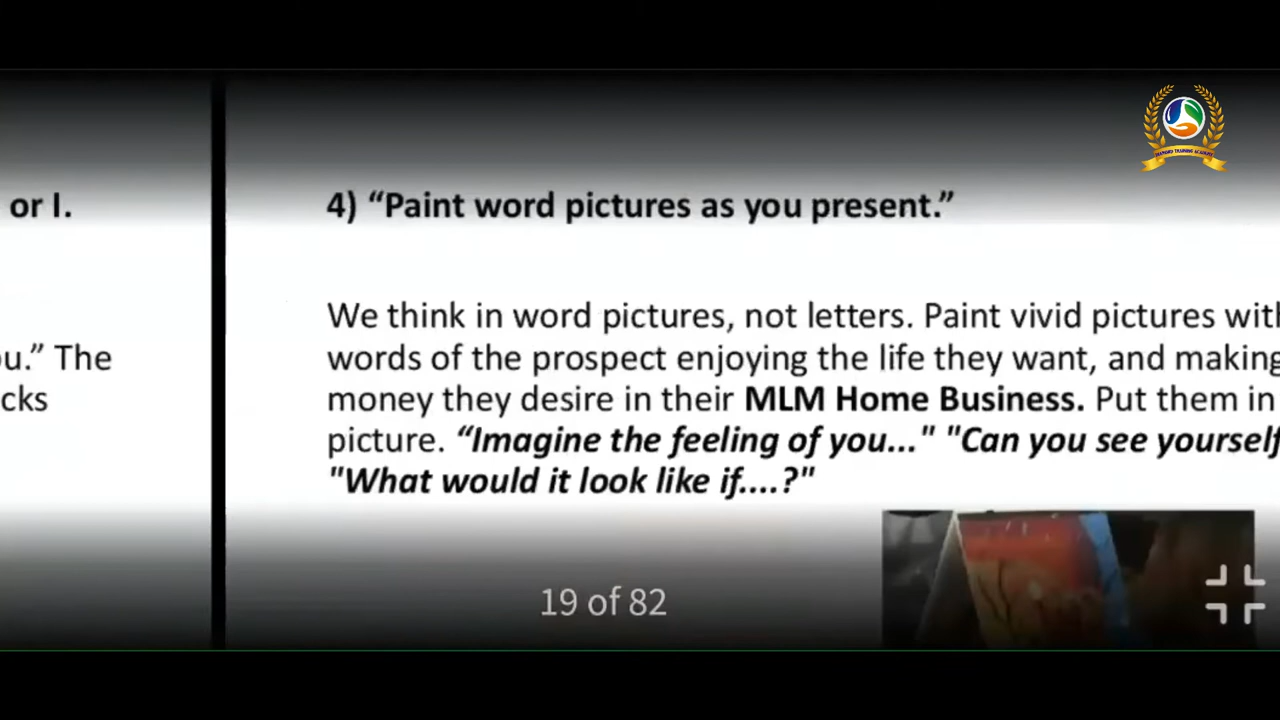 or I.
4) “Paint word pictures as you present.”
We think in word pictures, not letters. Paint vivid pictures with
ou.” The
words of the prospect enjoying the life they want, and making
cks
money they desire in their MLM Home Business. Put them in
picture. “Imagine the feeling of you..." "Can you see yourself
"What would it look like if....?"
19 of 82